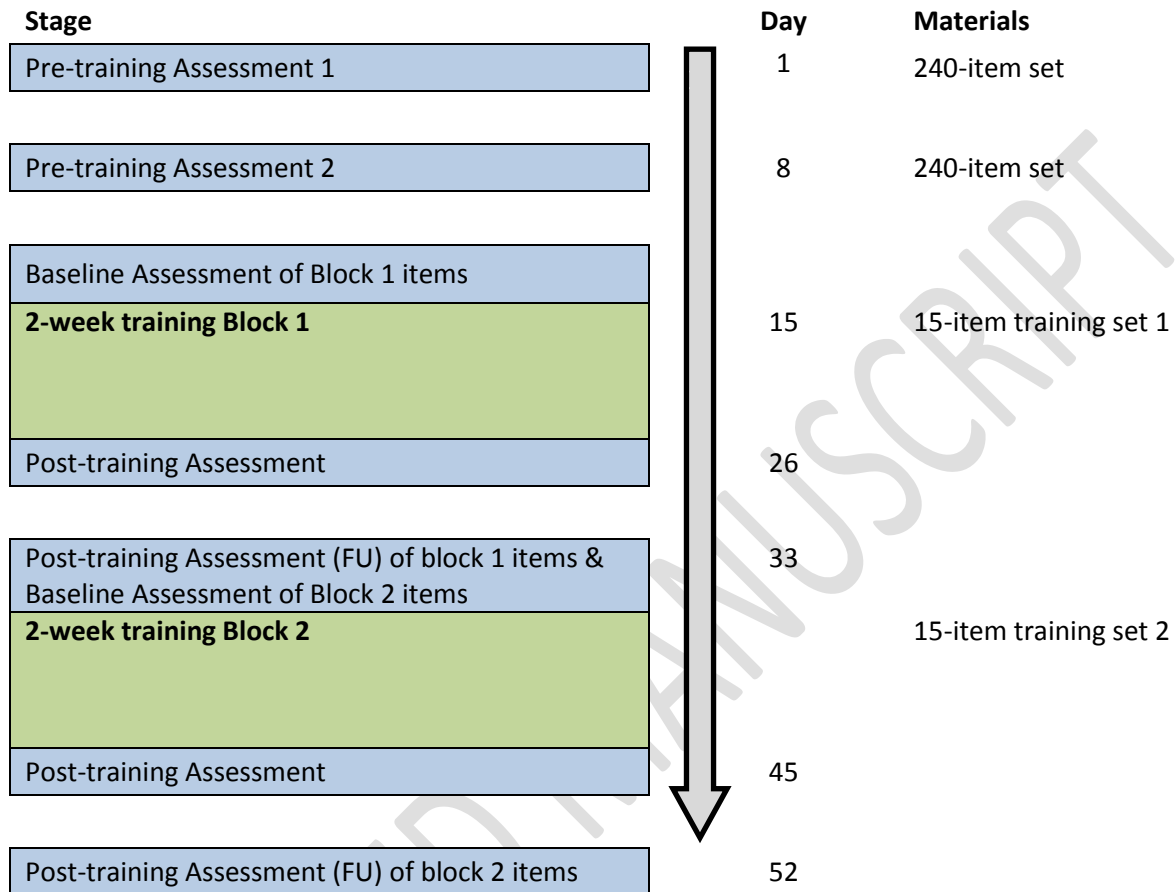 Stage Day Materials
Pre-training Assessment 1 1 240-item set
Pre-training Assessment 2 8 240-item set
Baseline Assessment of Block 1 items
2-week training Block 1 15 15-item training set 1
Post-training Assessment 26
Post-training Assessment (FU) of block 1 items & 33
Baseline Assessment of Block 2 items
2-week training Block 2 15-item training set 2
Post-training Assessment 45
Post-training Assessment (FU) of block 2 items 52
MANUSCRIPT